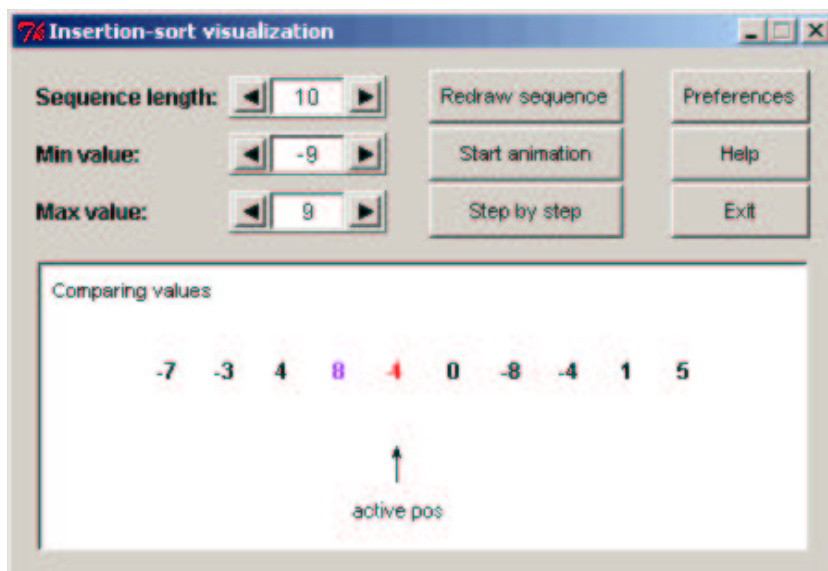 Insertion-sort visualization
Sequence length: 10 Redraw sequence Preferences
Min value: -9 Start animation Help
Max value: 9 Step by step Exit
Comparing values
-7 -3 4 8 -4 0 -8 -4 1 5
active pos